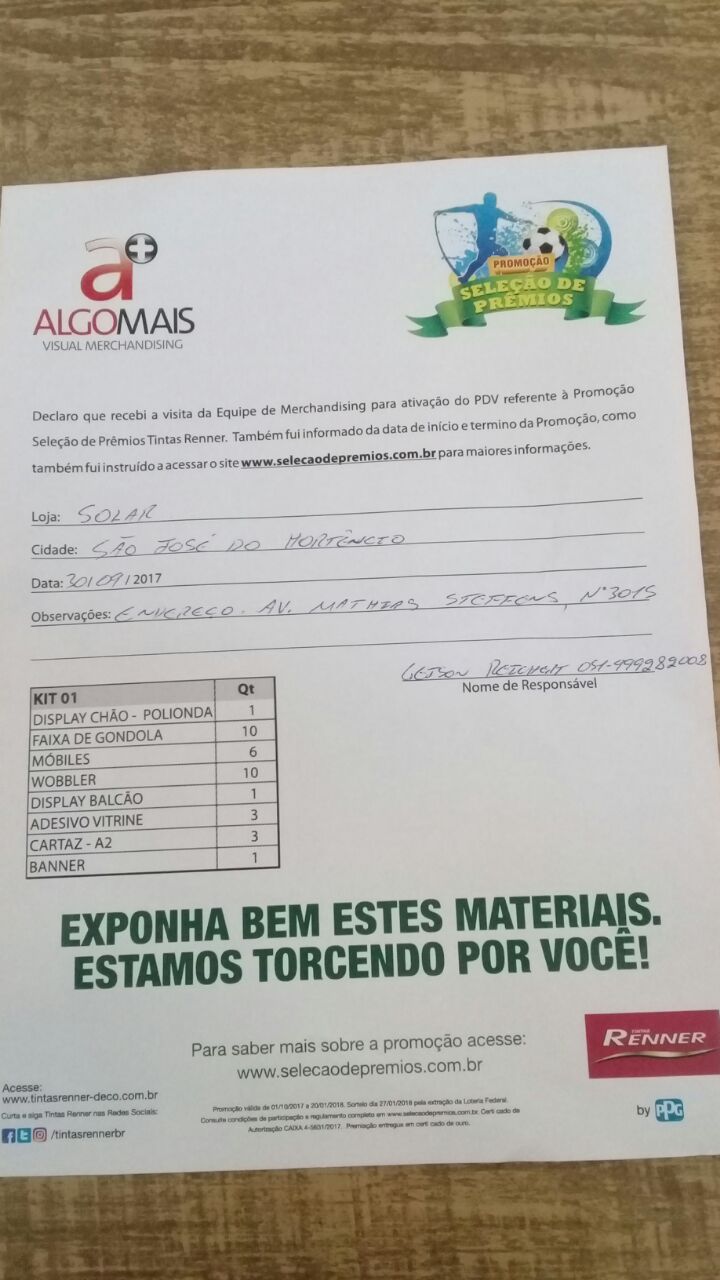 a+
ALGOMAIS
VISUAL MERCHANDISING
PROMOÇÃO
SELEÇÃO DE
PRÊMIOS
Declaro que recebi a visita da Equipe de Merchandising para ativação do PDV referente à Promoção
Seleção de Prêmios Tintas Renner. Também fui informado da data de início e termino da Promoção, como
também fui instruído a acessar o site www.selecaodepremios.com.br para maiores informações.
Loja: SOLAR
Cidade: SÃO JOSÉ DO HORTÊNCIO
Data: 30/09/2017
Observações: ENDEREÇO. AV. MATHIAS STEFFENS, N° 3015
REICHERT 051-999282008
Nome de Responsável
KIT 01 Qt
DISPLAY CHÃO - POLIONDA 1
FAIXA DE GONDOLA 10
MÓBILES 6
WOBBLER 10
DISPLAY BALCÃO 1
ADESIVO VITRINE 3
CARTAZ - A2 3
BANNER 1
EXPONHA BEM ESTES MATERIAIS.
ESTAMOS TORCENDO POR VOCÊ!
Para saber mais sobre a promoção acesse:
www.selecaodepremios.com.br
TINTAS
RENNER
by PPG
Acesse:
www.tintasrenner-deco.com.br
Curta e siga Tintas Renner nas Redes Sociais:
/tintasrennerbr
Promoção válida de 01/10/2017 a 20/01/2018. Sorteio dia 27/01/2018 pela extração da Loteria Federal.
Consulte condições de participação e regulamento completo em www.selecaodepremios.com.br. Certi cado de
Autorização CAIXA 4-5631/2017. Premiação entregue em certi cado de ouro.